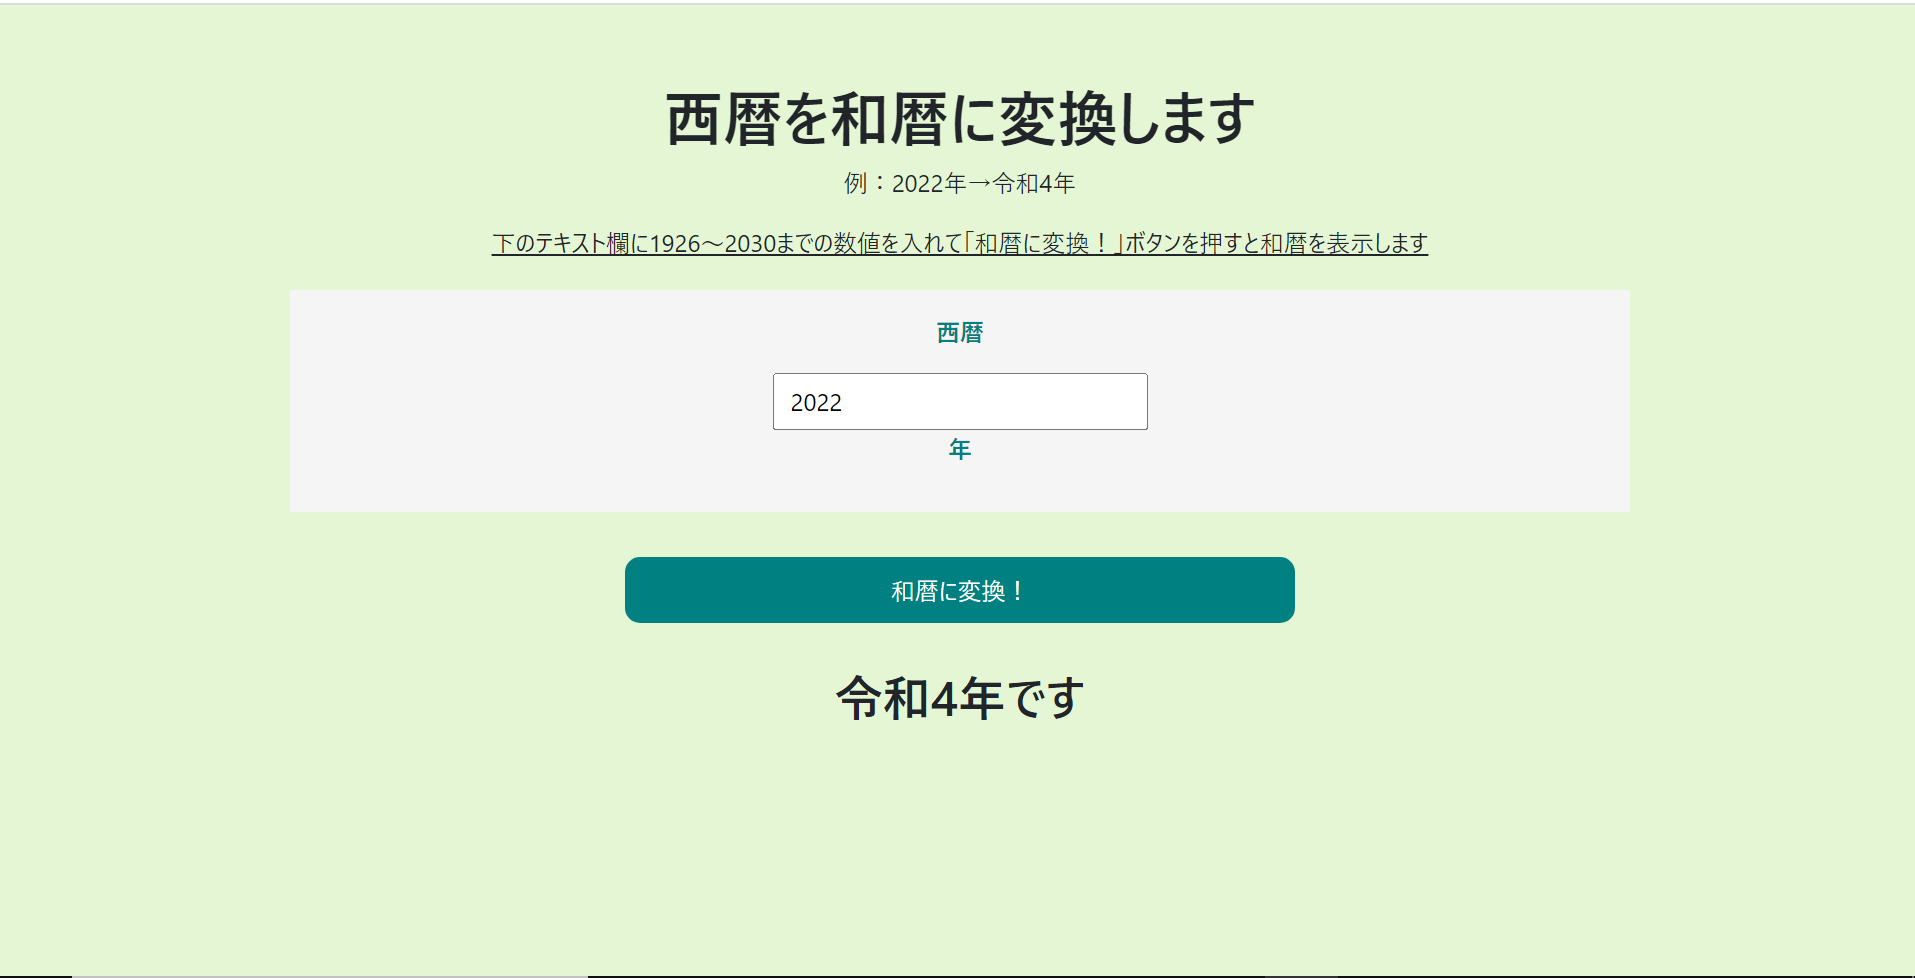 西暦を和暦に変換します
例：2022年→令和4年
下のテキスト欄に1926～2030までの数値を入れて「和暦に変換！」ボタンを押すと和暦を表示します
西暦
2022
年
和暦に変換！
令和4年です